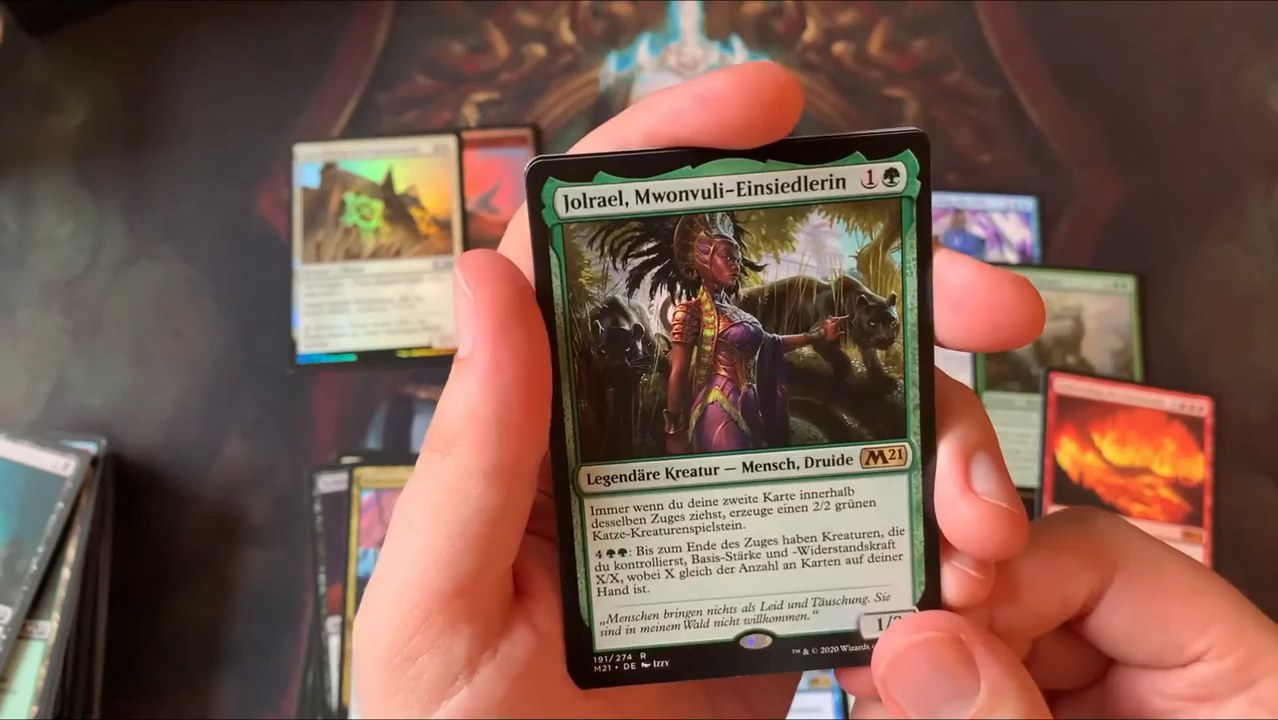 Jolrael, Mwonvuli-Einsiedlerin 1
Legendäre Kreatur — Mensch, Druide M21
Immer wenn du deine zweite Karte innerhalb
desselben Zuges ziehst, erzeuge einen 2/2 grünen
Katze-Kreaturenspielstein.
4 : Bis zum Ende des Zuges haben Kreaturen, die
du kontrollierst, Basis-Stärke und -Widerstandskraft
X/X, wobei X gleich der Anzahl an Karten auf deiner
Hand ist.
„Menschen bringen nichts als Leid und Täuschung. Sie
sind in meinem Wald nicht willkommen.“
1/
191/274 R
M21 • DE Izzy
™ & © 2020 Wizards